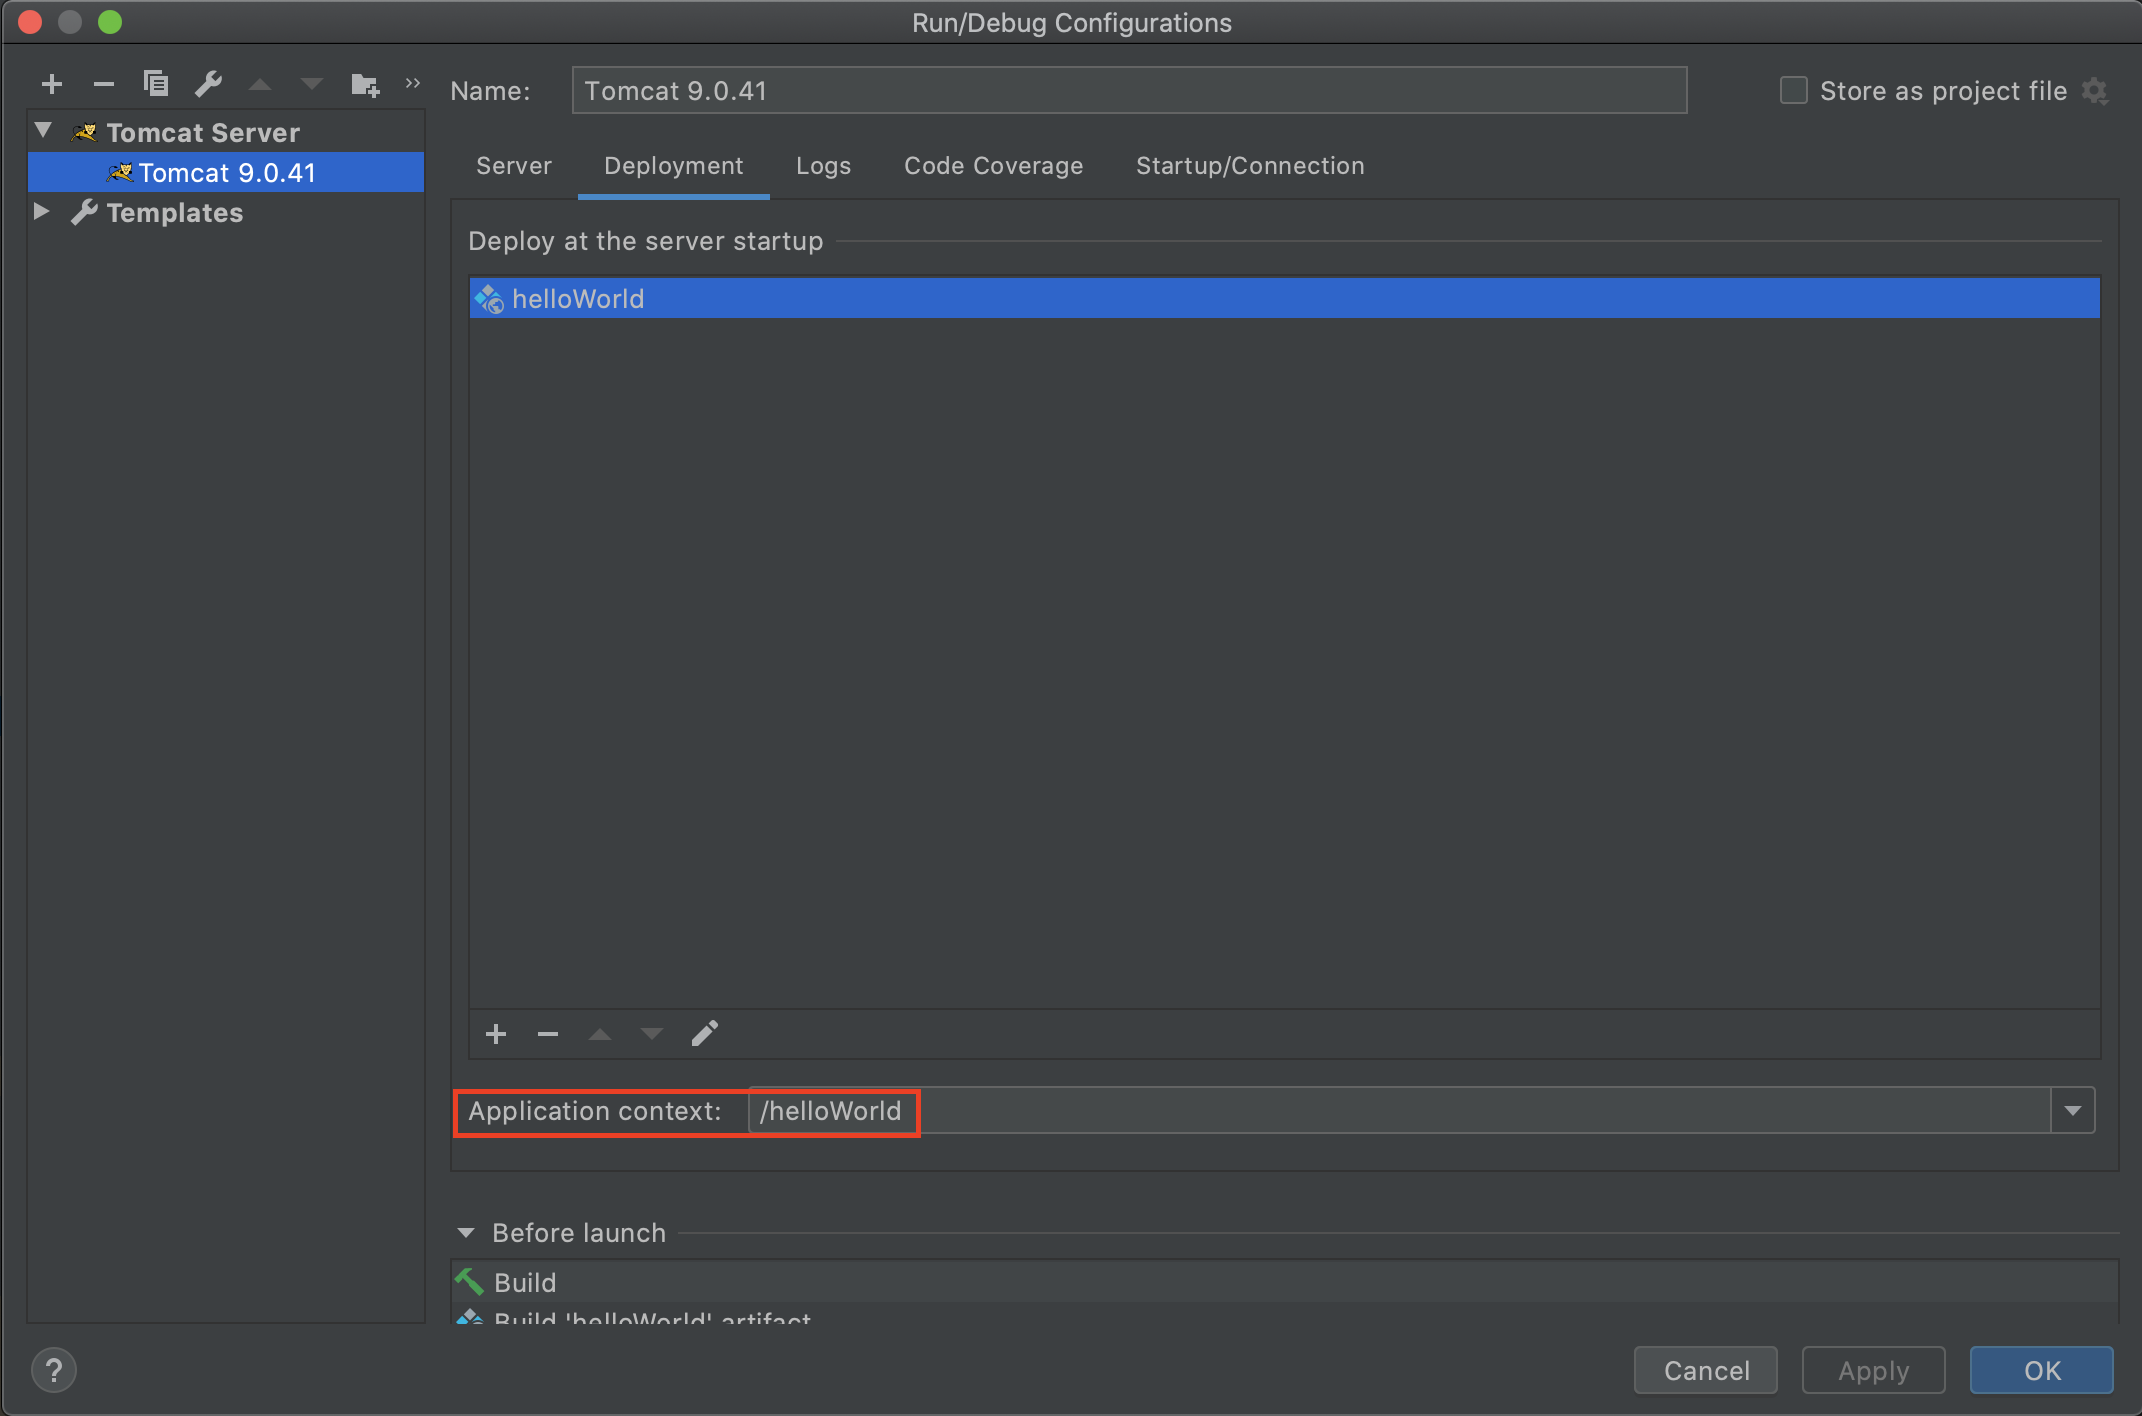 Run/Debug Configurations
Name: Tomcat 9.0.41 Store as project file
Tomcat Server
Tomcat 9.0.41
Templates
Server Deployment Logs Code Coverage Startup/Connection
Deploy at the server startup
helloWorld
Application context: /helloWorld
Before launch
Build
Build 'helloWorld' artifact
? Cancel Apply OK